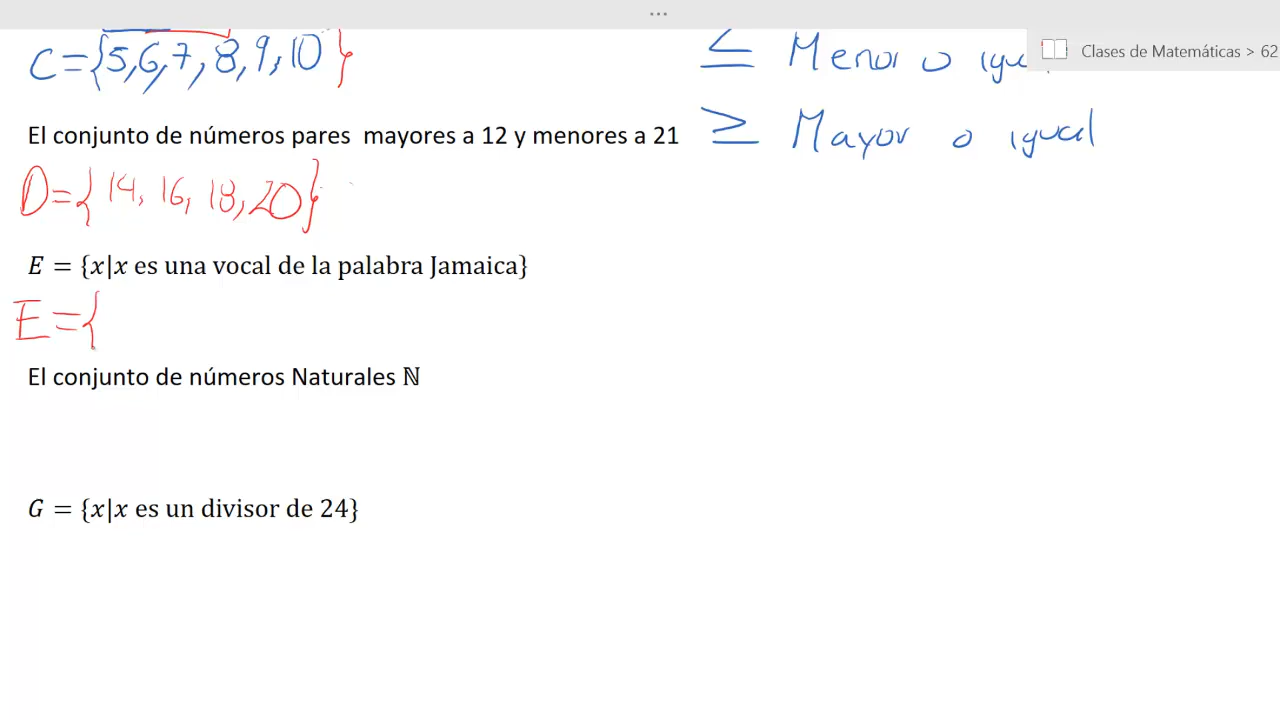 C={5,6,7,8,9,10}
≤ Menor o igual
Clases de Matemáticas > 62
El conjunto de números pares mayores a 12 y menores a 21
≥ Mayor o igual
D={14, 16, 18, 20}
E = {x|x es una vocal de la palabra Jamaica}
E={
El conjunto de números Naturales ℕ
G = {x|x es un divisor de 24}